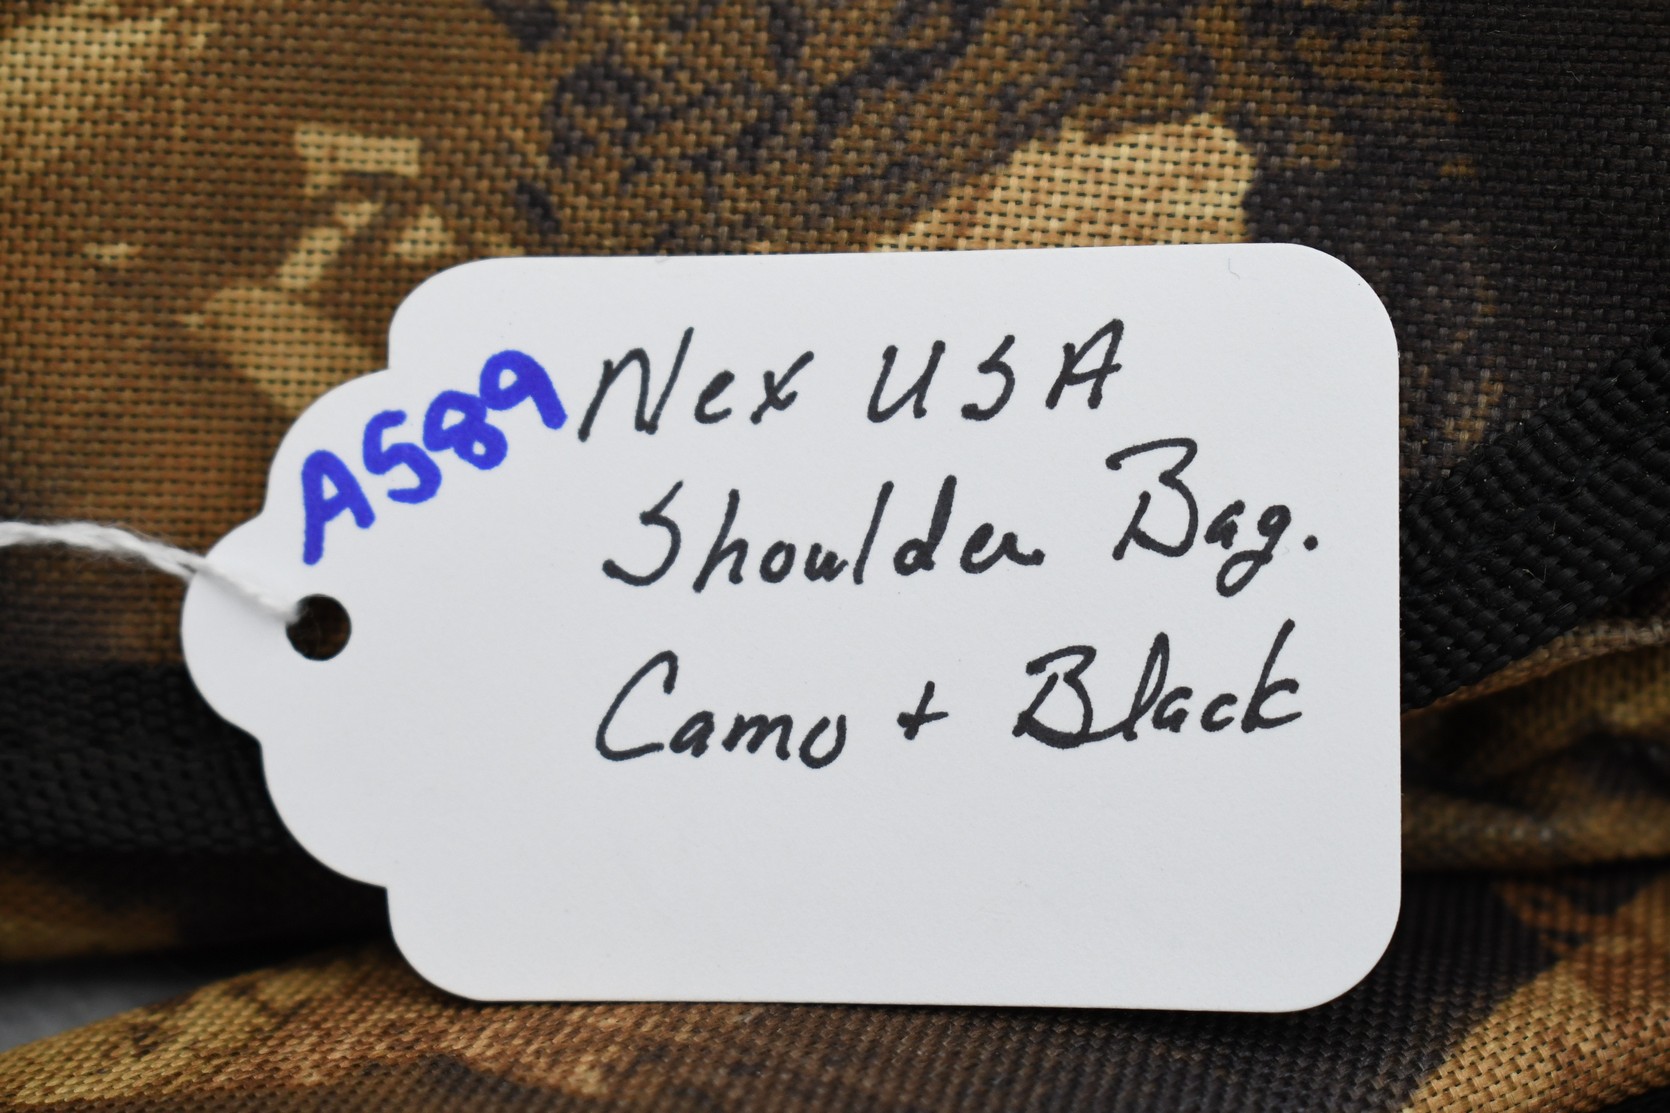 A589
Nex USA
Shoulder Bag.
Camo + Black